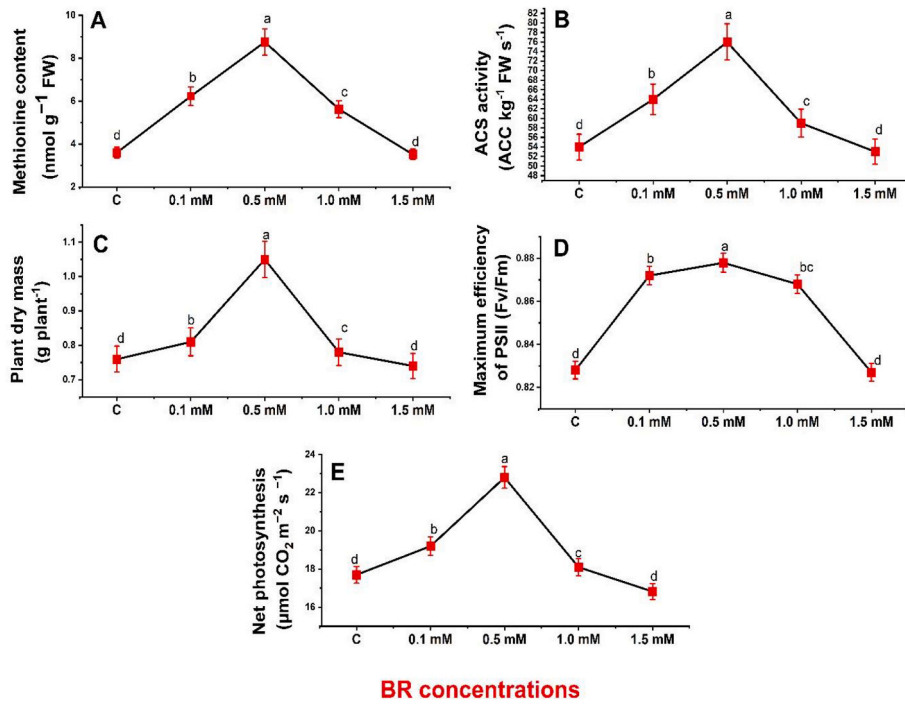 A
Methionine content
(nmol g⁻¹ FW)
10
8
6
4
2
d
b
a
c
d
C
0.1 mM
0.5 mM
1.0 mM
1.5 mM
B
ACS activity
(ACC kg⁻¹ FW s⁻¹)
84
82
80
78
76
74
72
70
68
66
64
62
60
58
56
54
52
50
48
d
b
a
c
d
C
0.1 mM
0.5 mM
1.0 mM
1.5 mM
C
Plant dry mass
(g plant⁻¹)
1.1
1.0
0.9
0.8
0.7
d
b
a
c
d
C
0.1 mM
0.5 mM
1.0 mM
1.5 mM
D
Maximum efficiency
of PSII (Fv/Fm)
0.88
0.86
0.84
0.82
d
b
a
bc
d
C
0.1 mM
0.5 mM
1.0 mM
1.5 mM
E
Net photosynthesis
(µmol CO₂ m⁻² s⁻¹)
24
22
20
18
16
d
b
a
c
d
C
0.1 mM
0.5 mM
1.0 mM
1.5 mM
BR concentrations